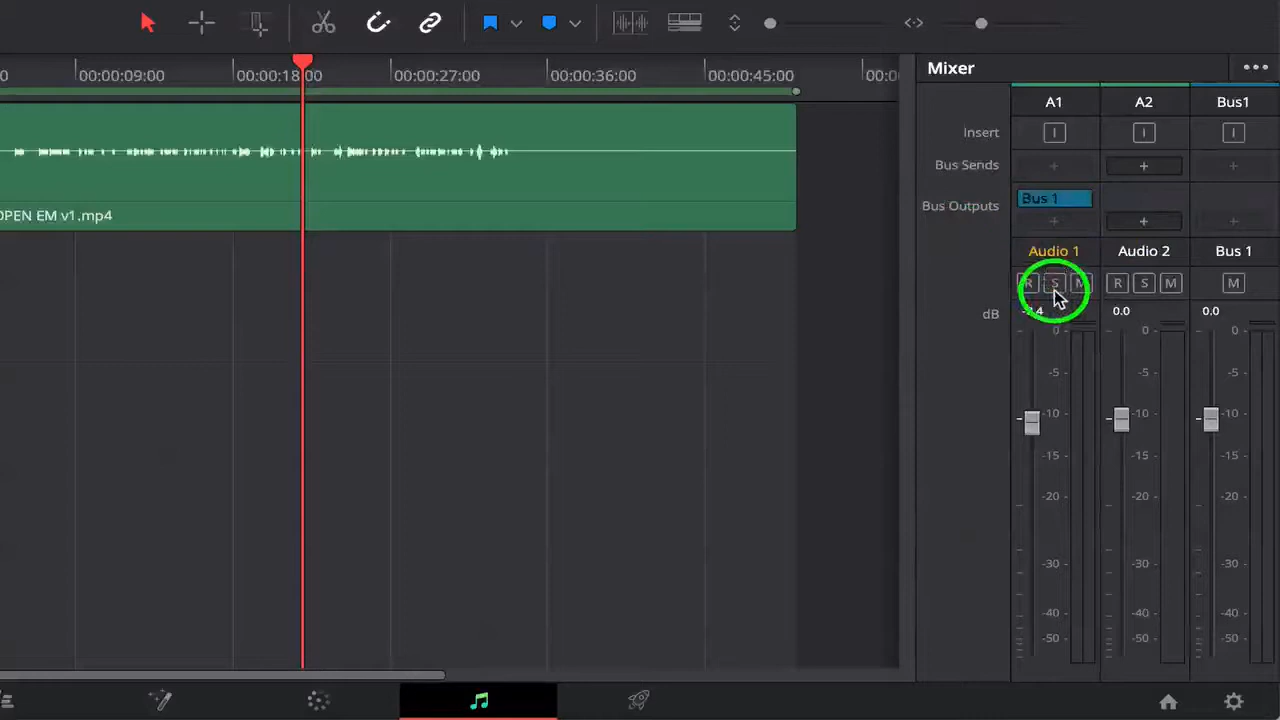 0 00:00:09:00 00:00:18:00 00:00:27:00 00:00:36:00 00:00:45:00
OPEN EM v1.mp4
Mixer
A1 A2 Bus1
Insert I I I
Bus Sends + + +
Bus Outputs Bus 1
+ + +
Audio 1 Audio 2 Bus 1
R S M R S M M
dB 0.0 0.0
0 - 0 - 0 -
-5 - -5 - -5 -
-10 - -10 - -10 -
-15 - -15 - -15 -
-20 - -20 - -20 -
-30 - -30 - -30 -
-40 - -40 - -40 -
-50 - -50 - -50 -